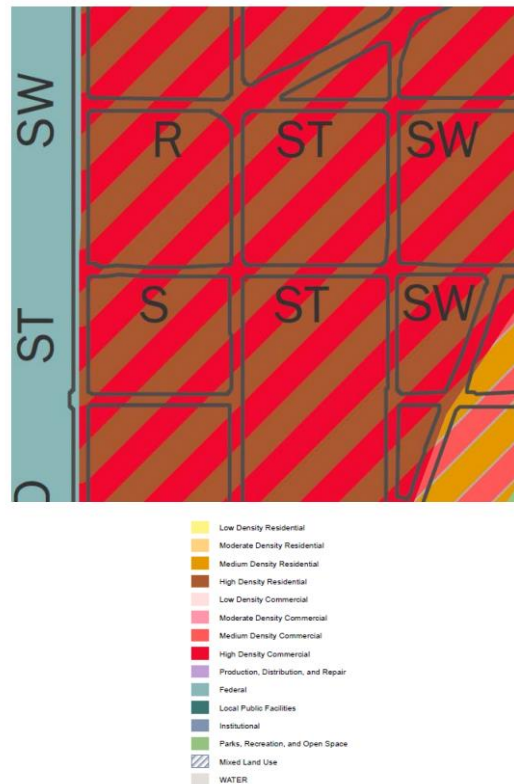 SW
ST
R ST SW
S ST SW
Low Density Residential
Moderate Density Residential
Medium Density Residential
High Density Residential
Low Density Commercial
Moderate Density Commercial
Medium Density Commercial
High Density Commercial
Production, Distribution, and Repair
Federal
Local Public Facilities
Institutional
Parks, Recreation, and Open Space
Mixed Land Use
WATER